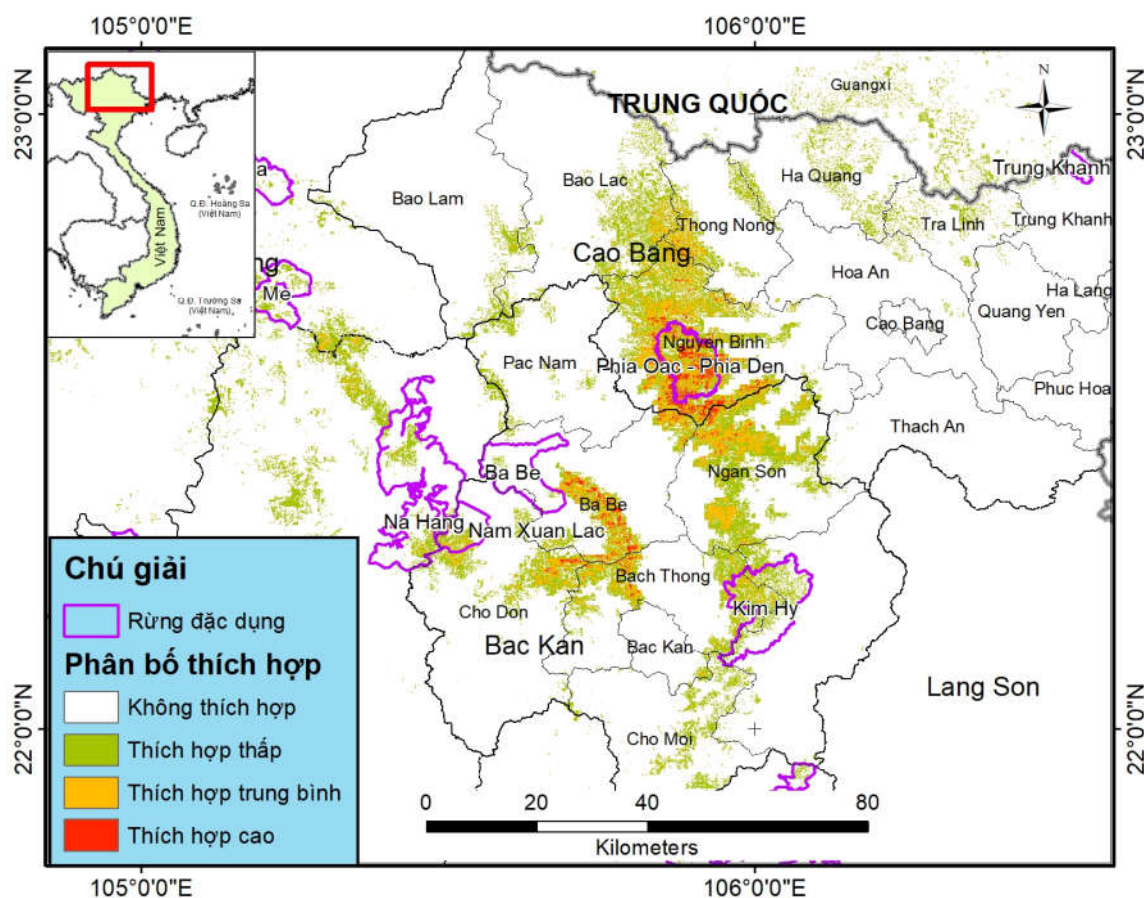 105°0'0"E
106°0'0"E
23°0'0"N
23°0'0"N
Guangxi
TRUNG QUỐC
N
Trung Khanh
Ha Quang
Bao Lac
Bao Lam
Q.Đ. Hoàng Sa
(Việt Nam)
Việt Nam
Q.Đ. Trường Sa
(Việt Nam)
a
ng
Me
Thong Nong
Tra Linh
Trung Khanh
Cao Bang
Hoa An
Ha Lang
Quang Yen
Cao Bang
Nguyen Binh
Pac Nam
Phia Oac - Phia Den
Phuc Hoa
Thach An
Ngan Son
Ba Be
Ba Be
Na Hang
Nam Xuan Lac
Bach Thong
Kim Hy
Cho Don
Bac Kan
Bac Kan
Lang Son
Cho Moi
22°0'0"N
22°0'0"N
Chú giải
Rừng đặc dụng
Phân bố thích hợp
Không thích hợp
Thích hợp thấp
Thích hợp trung bình
Thích hợp cao
0 20 40 80
Kilometers
105°0'0"E
106°0'0"E